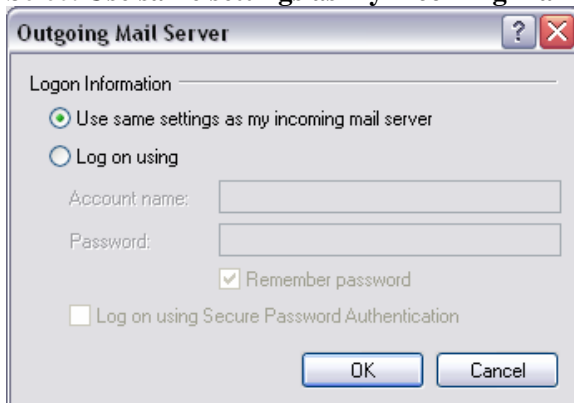 Outgoing Mail Server
Logon Information
Use same settings as my incoming mail server
Log on using
Account name:
Password:
Remember password
Log on using Secure Password Authentication
OK Cancel